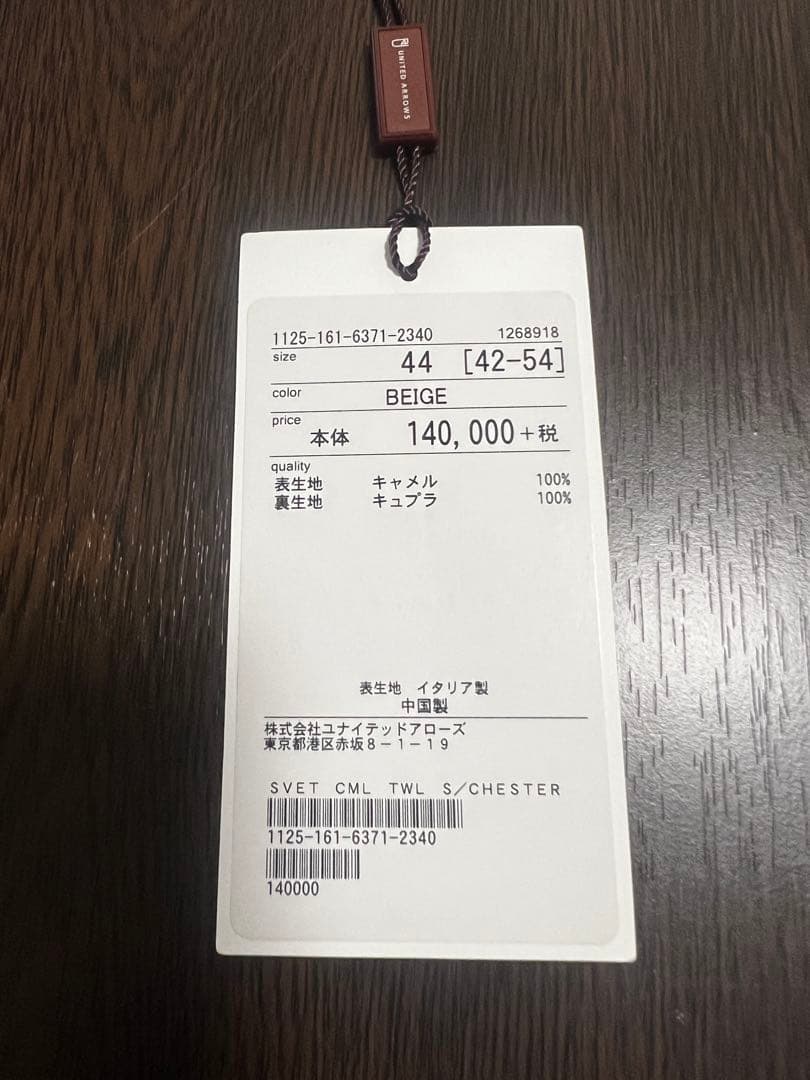 UNITED ARROWS
1125-161-6371-2340 1268918
size 44 [42-54]
color BEIGE
price 本体 140,000+税
quality
表生地 キャメル 100%
裏生地 キュプラ 100%
表生地 イタリア製
中国製
株式会社ユナイテッドアローズ
東京都港区赤坂8-1-19
SVET CML TWL S/CHESTER
1125-161-6371-2340
140000